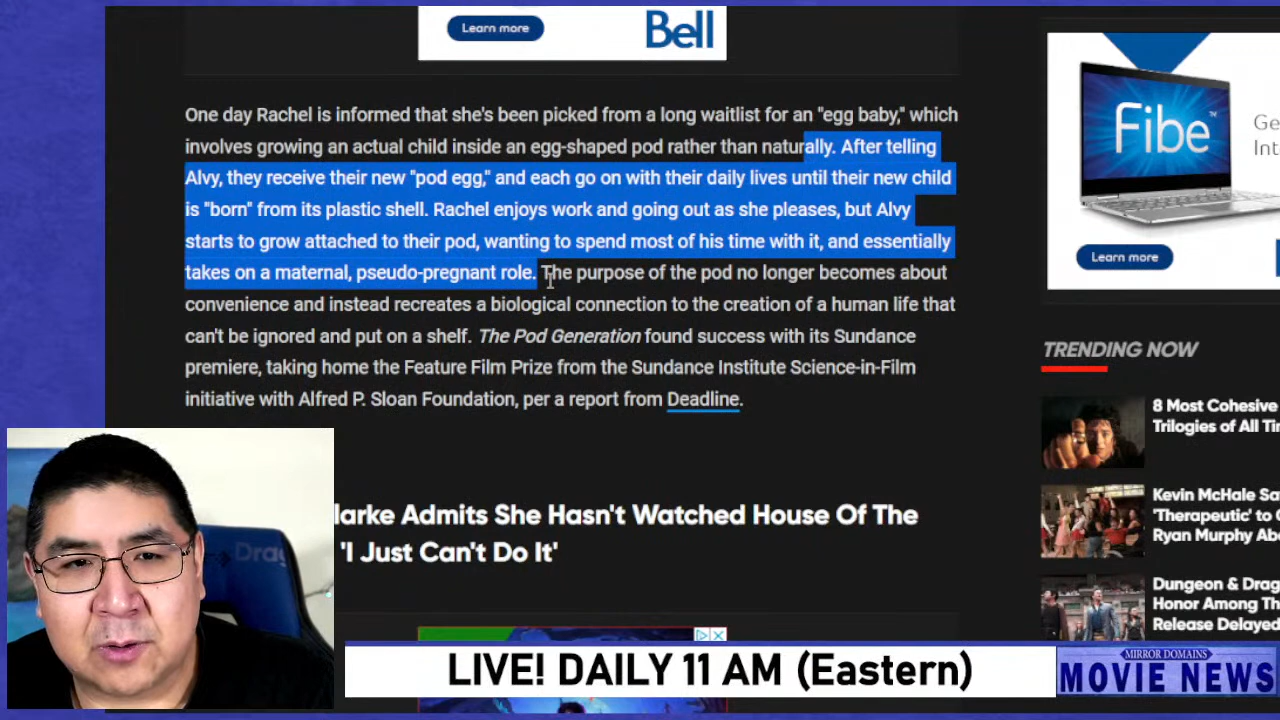 Learn more
Bell
One day Rachel is informed that she's been picked from a long waitlist for an "egg baby," which
involves growing an actual child inside an egg-shaped pod rather than naturally. After telling
Alvy, they receive their new "pod egg," and each go on with their daily lives until their new child
is "born" from its plastic shell. Rachel enjoys work and going out as she pleases, but Alvy
starts to grow attached to their pod, wanting to spend most of his time with it, and essentially
takes on a maternal, pseudo-pregnant role. The purpose of the pod no longer becomes about
convenience and instead recreates a biological connection to the creation of a human life that
can't be ignored and put on a shelf. The Pod Generation found success with its Sundance
premiere, taking home the Feature Film Prize from the Sundance Institute Science-in-Film
initiative with Alfred P. Sloan Foundation, per a report from Deadline.
larke Admits She Hasn't Watched House Of The
'I Just Can't Do It'
Fibe™
Ge
Int
Learn more
TRENDING NOW
8 Most Cohesive
Trilogies of All Ti
Kevin McHale Sa
'Therapeutic' to
Ryan Murphy Ab
Dungeon & Drag
Honor Among Th
Release Delayed
Drag
LIVE! DAILY 11 AM (Eastern)
MIRROR DOMAINS
MOVIE NEWS